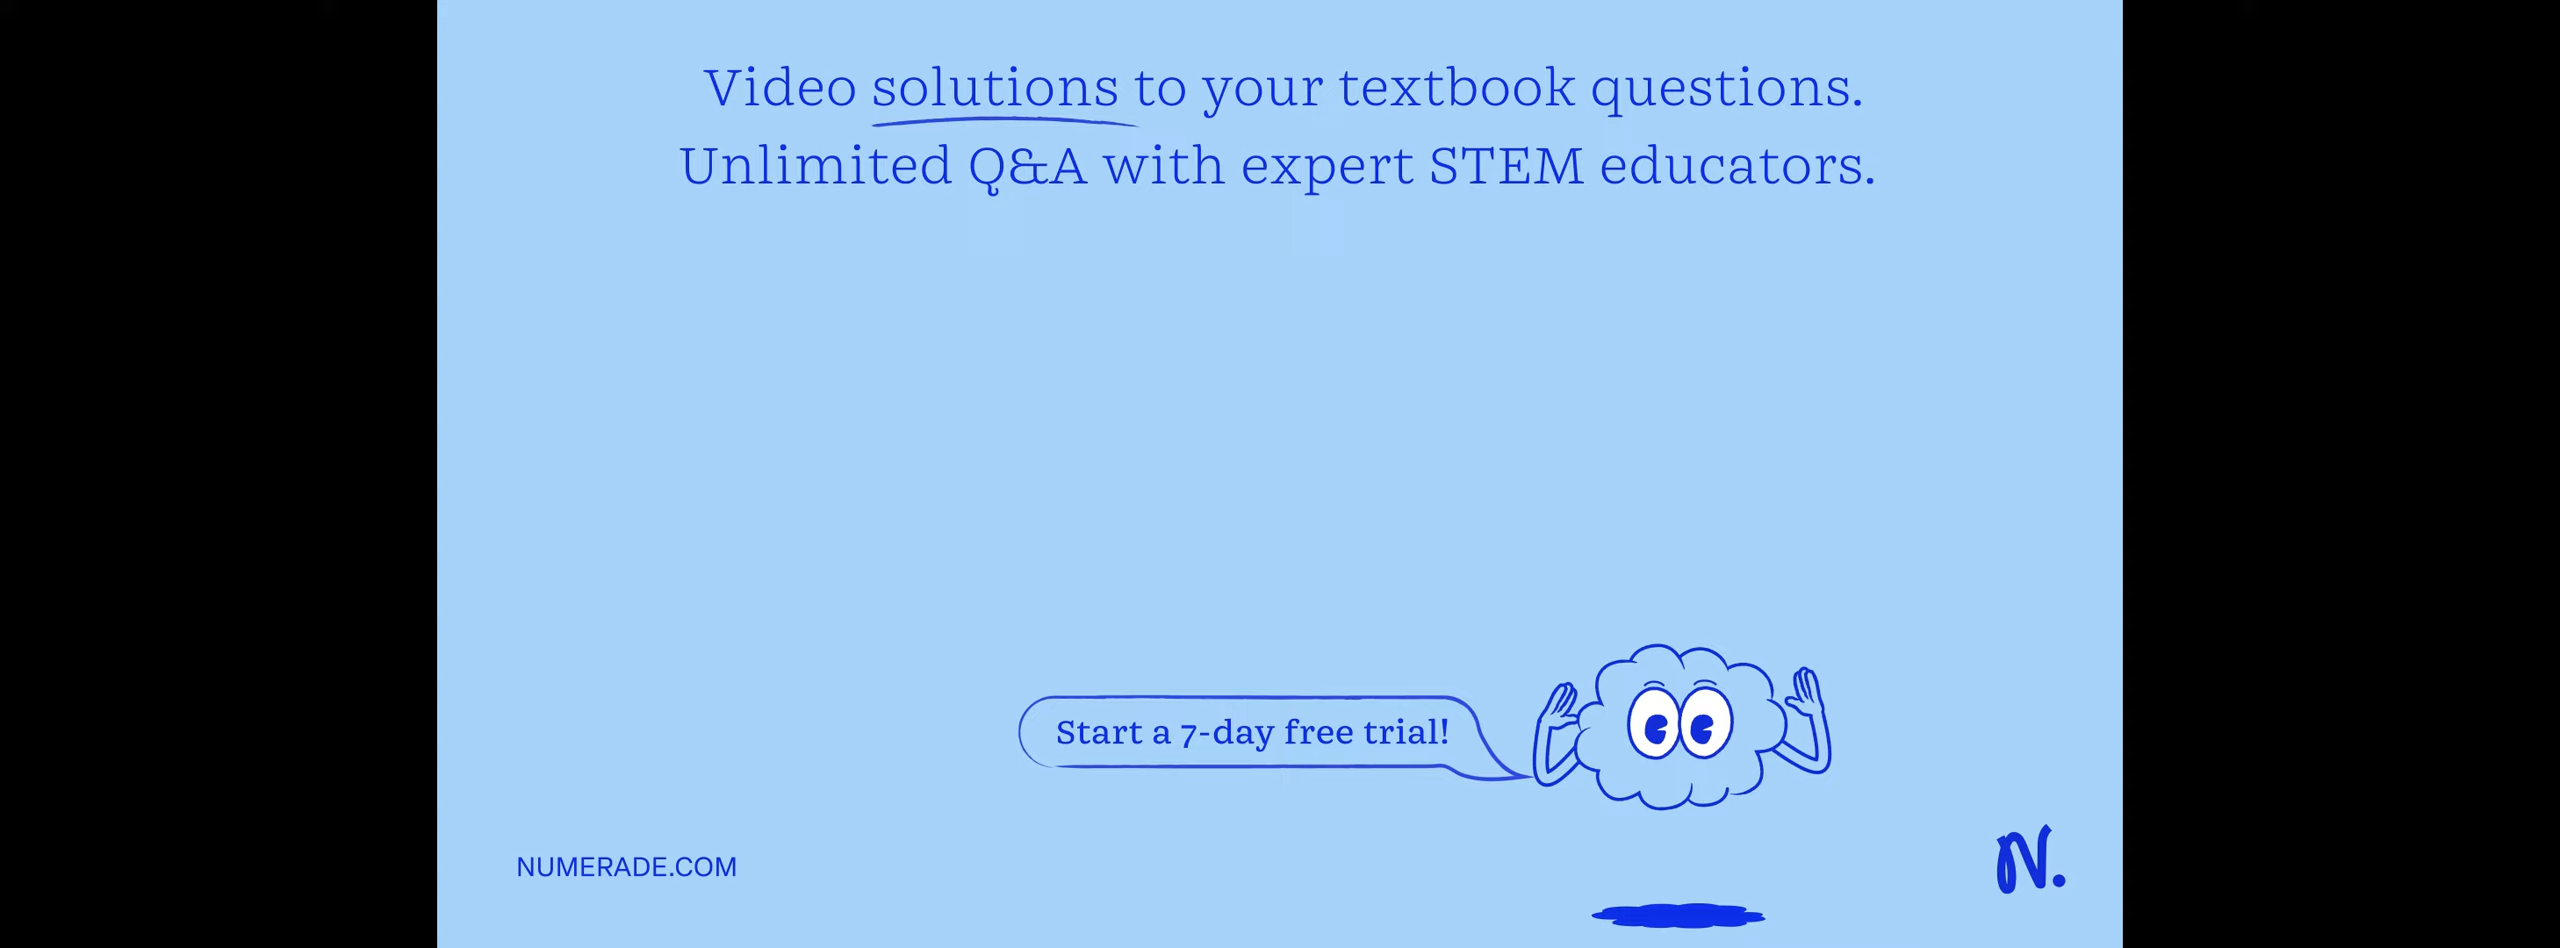 Video solutions to your textbook questions.
Unlimited Q&A with expert STEM educators.
Start a 7-day free trial!
NUMERADE.COM
N.